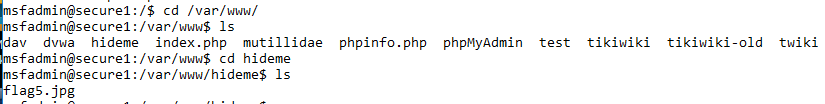 msfadmin@secure1:/$ cd /var/www/
msfadmin@secure1:/var/www$ ls
dav  dvwa  hideme  index.php  mutillidae  phpinfo.php  phpMyAdmin  test  tikiwiki  tikiwiki-old  twiki
msfadmin@secure1:/var/www$ cd hideme
msfadmin@secure1:/var/www/hideme$ ls
flag5.jpg